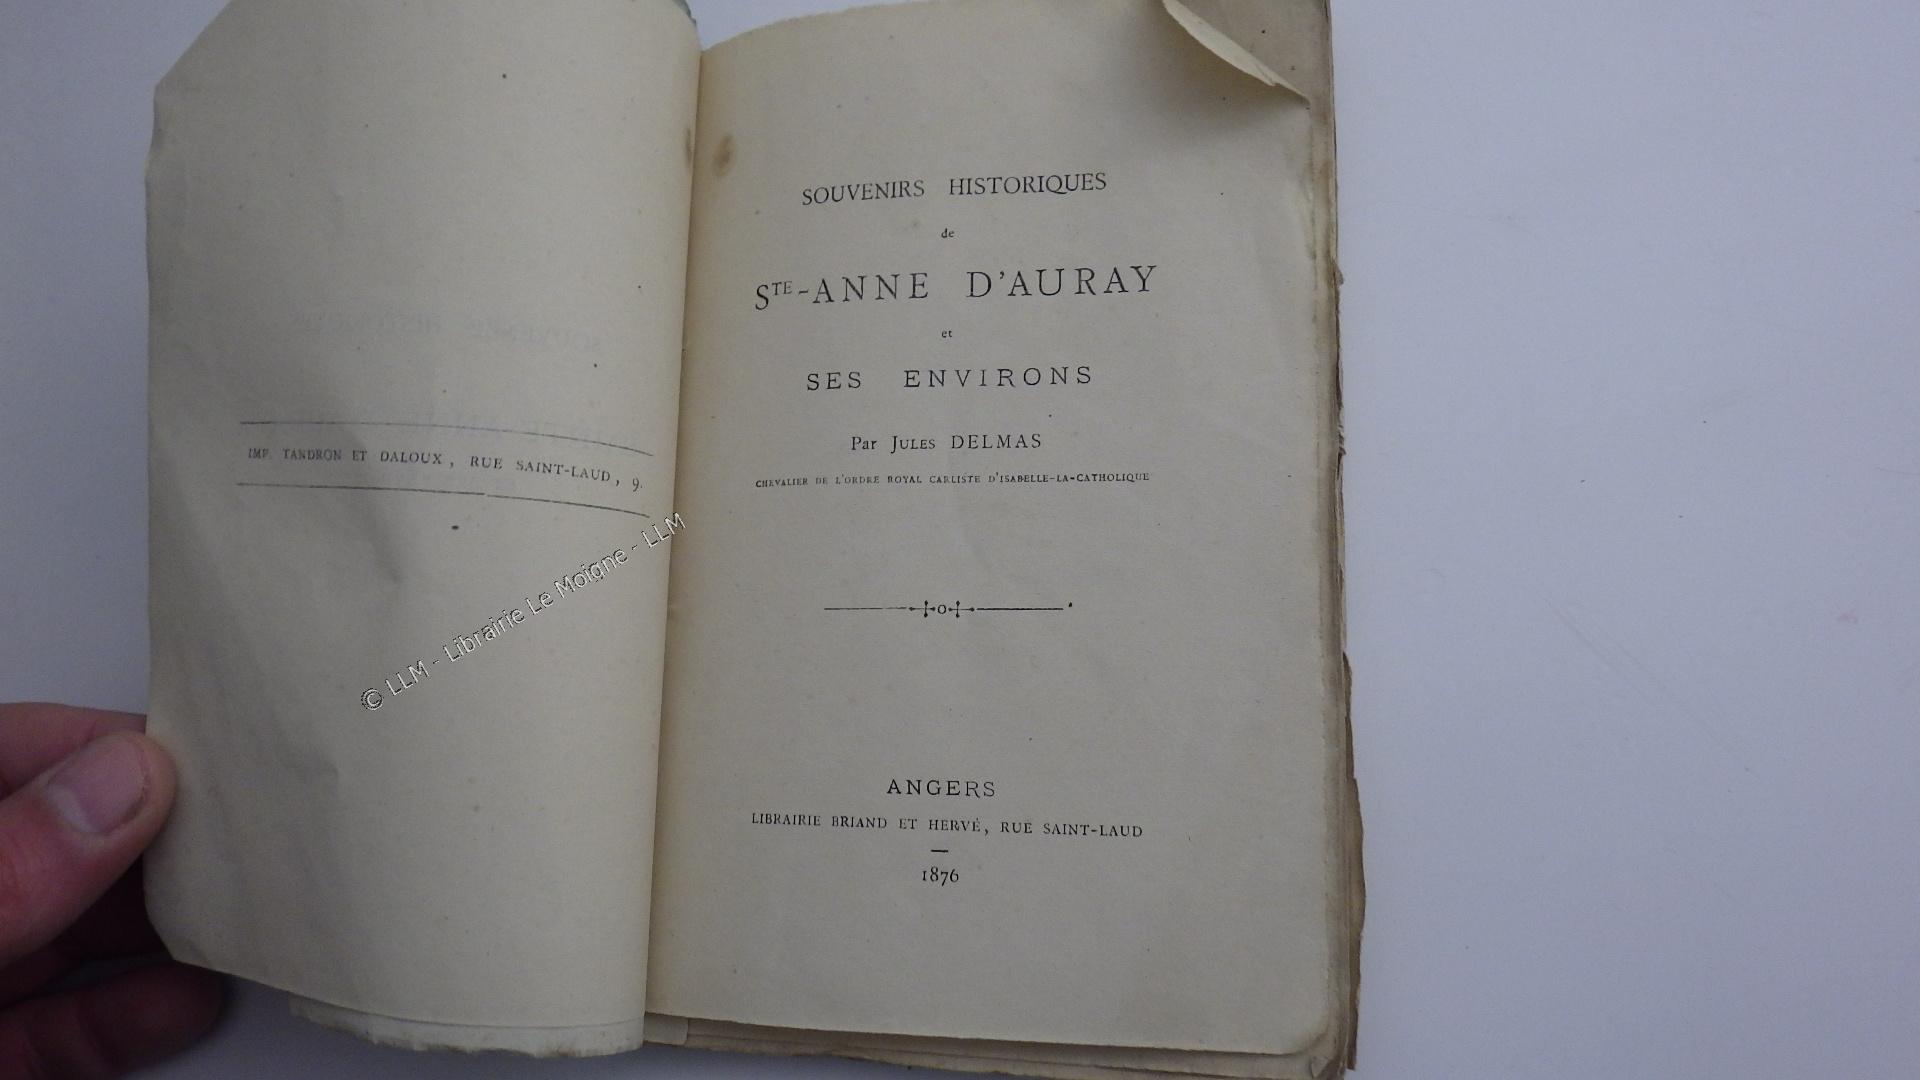 IMP. TANDRON ET DALOUX, RUE SAINT-LAUD, 9.
© LLM - Librairie Le Moigne - LLM
SOUVENIRS HISTORIQUES
de
STE-ANNE D'AURAY
et
SES ENVIRONS
Par JULES DELMAS
CHEVALIER DE L'ORDRE ROYAL CARLISTE D'ISABELLE-LA-CATHOLIQUE
ANGERS
LIBRAIRIE BRIAND ET HERVÉ, RUE SAINT-LAUD
1876